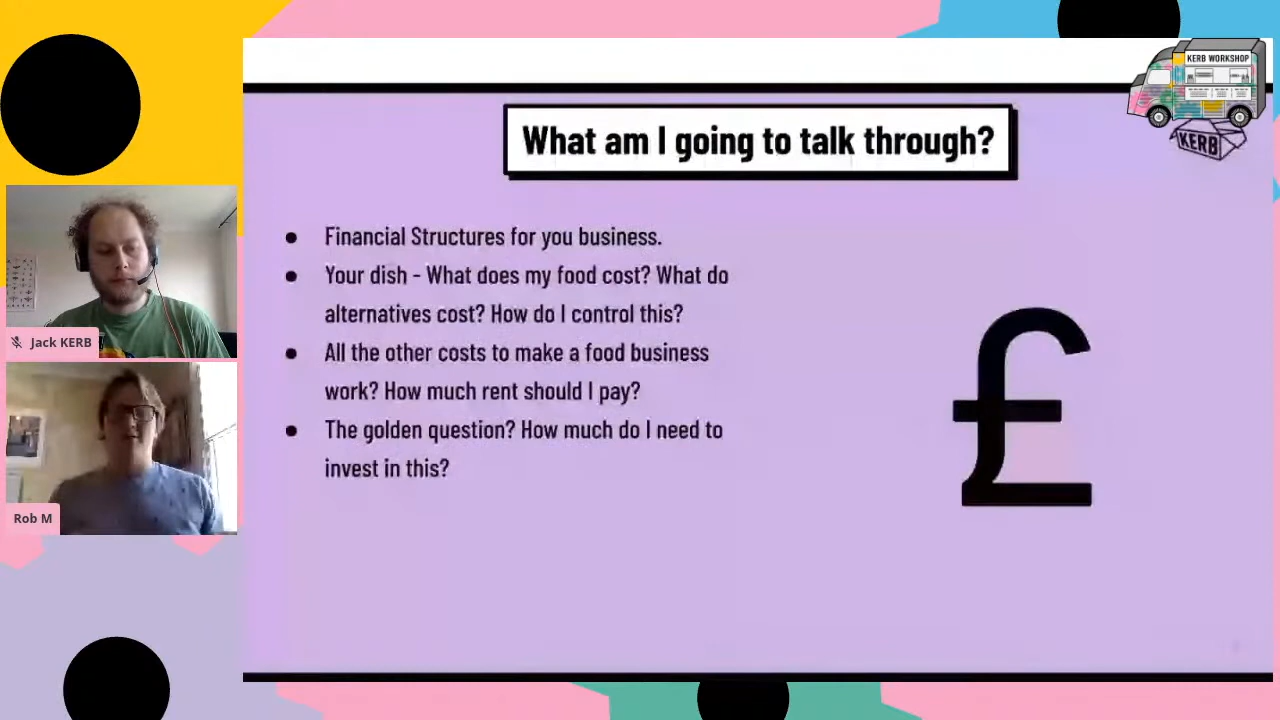 KERB WORKSHOP
KERB
What am I going to talk through?
● Financial Structures for you business.
● Your dish - What does my food cost? What do
alternatives cost? How do I control this?
● All the other costs to make a food business
work? How much rent should I pay?
● The golden question? How much do I need to
invest in this?
£
Jack KERB
Rob M